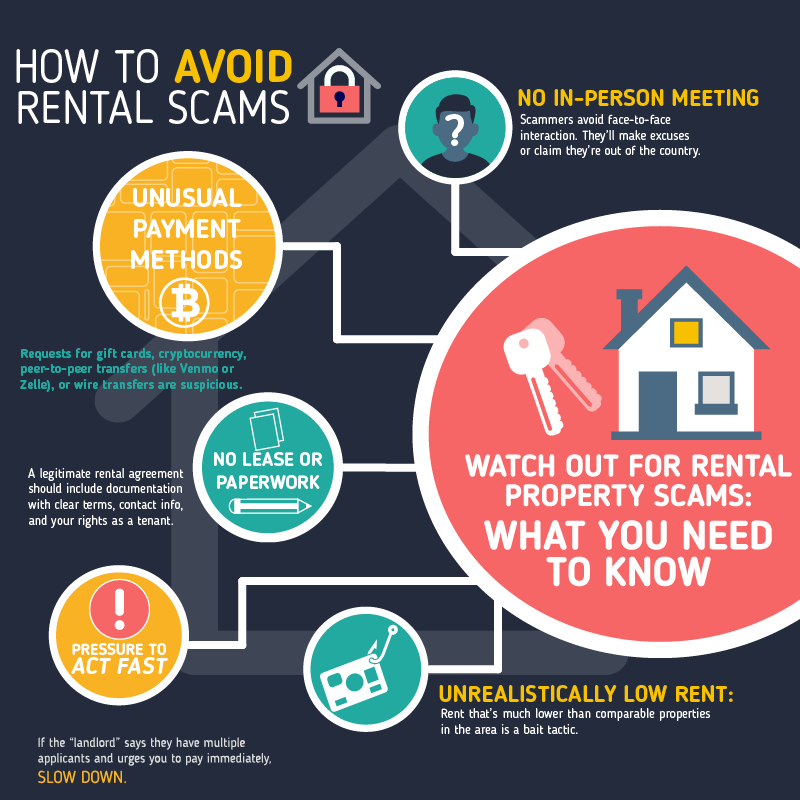 HOW TO AVOID
RENTAL SCAMS
NO IN-PERSON MEETING
Scammers avoid face-to-face
interaction. They'll make excuses
or claim they're out of the country.
UNUSUAL
PAYMENT
METHODS
Requests for gift cards, cryptocurrency,
peer-to-peer transfers (like Venmo or
Zelle), or wire transfers are suspicious.
NO LEASE OR
PAPERWORK
A legitimate rental agreement
should include documentation
with clear terms, contact info,
and your rights as a tenant.
WATCH OUT FOR RENTAL
PROPERTY SCAMS:
WHAT YOU NEED
TO KNOW
PRESSURE TO
ACT FAST
If the "landlord" says they have multiple
applicants and urges you to pay immediately,
SLOW DOWN.
UNREALISTICALLY LOW RENT:
Rent that's much lower than comparable properties
in the area is a bait tactic.